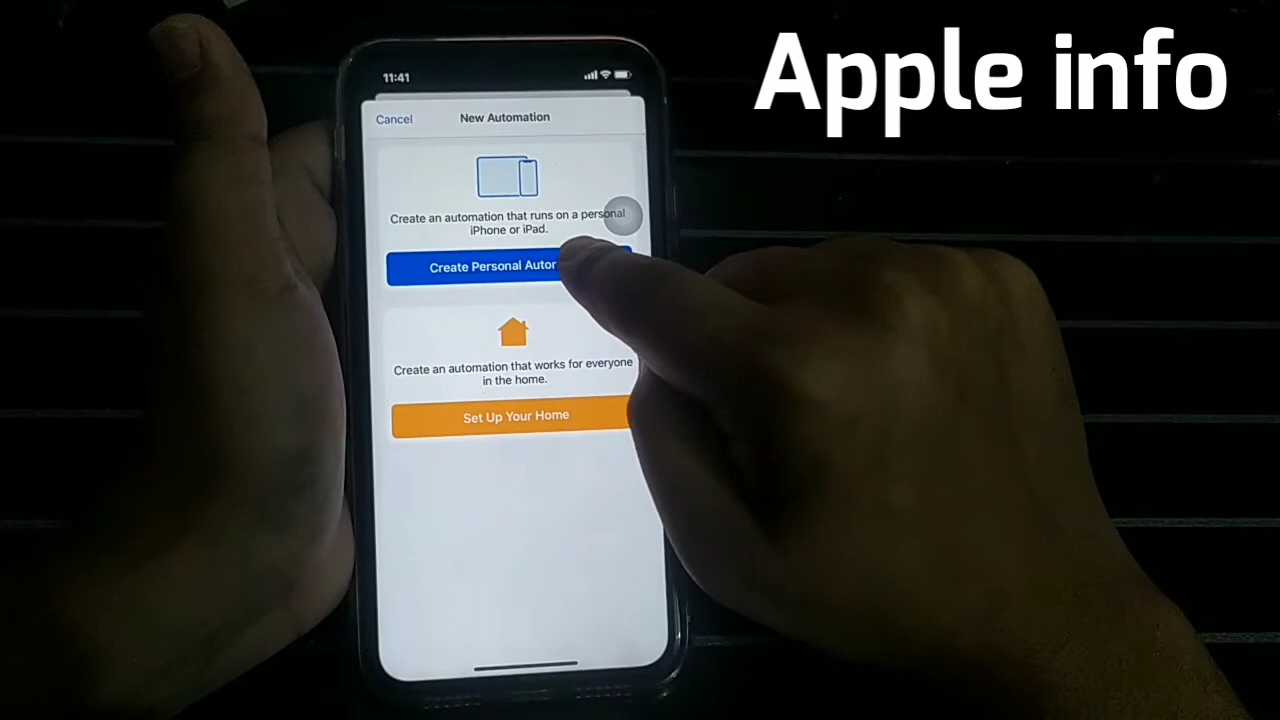 Apple info
11:41
Cancel
New Automation
Create an automation that runs on a personal
iPhone or iPad.
Create Personal
Create an automation that works for everyone
in the home.
Set Up Your Home